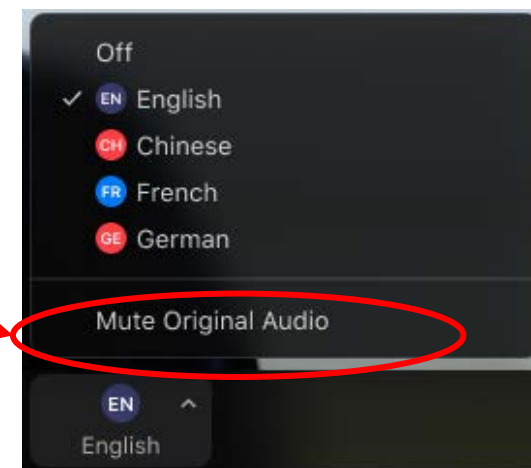 Off
EN English
CH Chinese
FR French
GE German
Mute Original Audio
EN
English